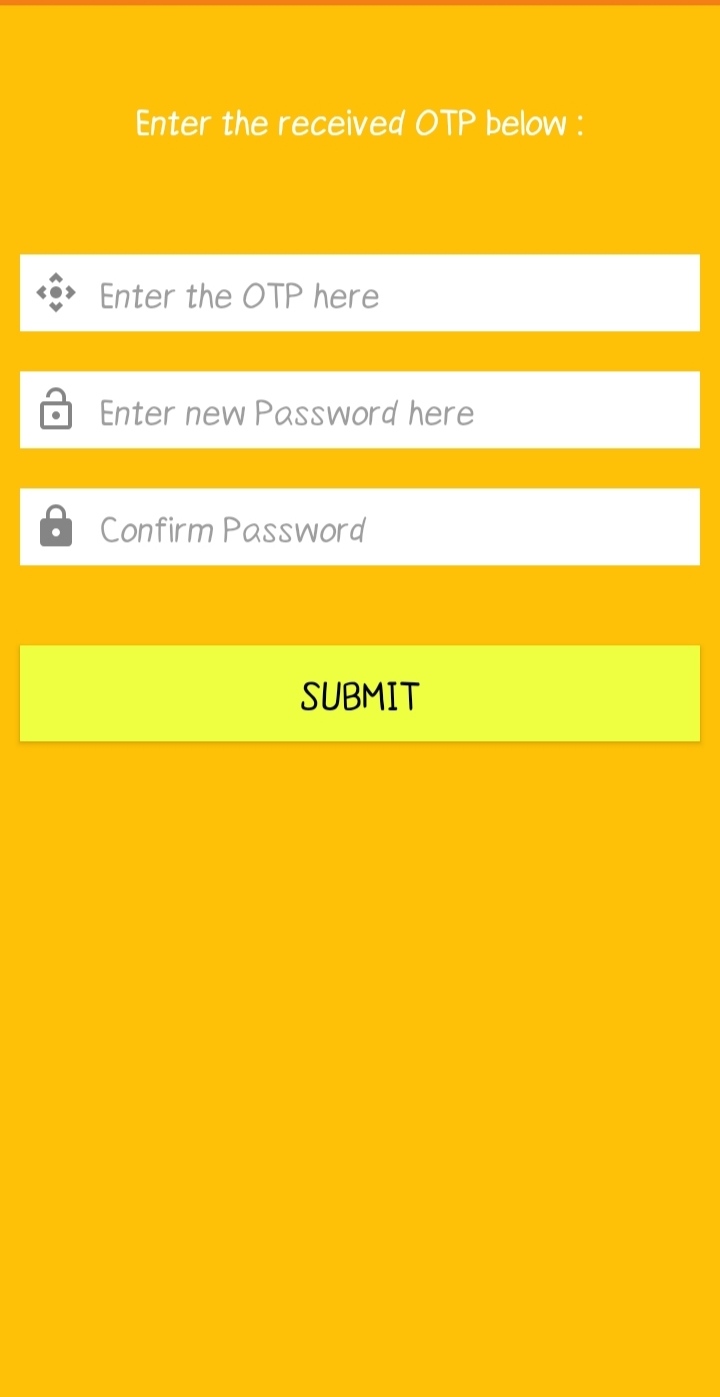 Enter the received OTP below :
Enter the OTP here
Enter new Password here
Confirm Password
SUBMIT